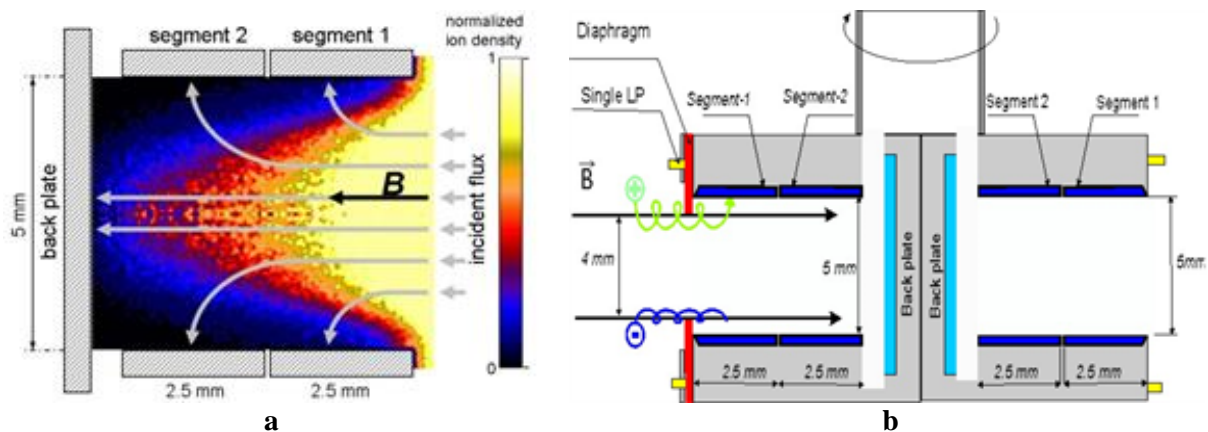 segment 2
segment 1
normalized
ion density
1
0
5 mm
back plate
B
incident flux
2.5 mm
2.5 mm
a
Diaphragm
Single LP
Segment-1
Segment-2
Segment 2
Segment 1
B
4 mm
5 mm
Back plate
Back plate
5mm
2.5 mm
2.5 mm
2.5 mm
2.5 mm
b